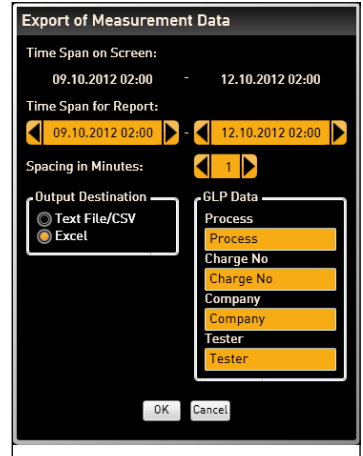 Export of Measurement Data
Time Span on Screen:
09.10.2012 02:00 - 12.10.2012 02:00
Time Span for Report:
09.10.2012 02:00 - 12.10.2012 02:00
Spacing in Minutes: 1
Output Destination
Text File/CSV
Excel
GLP Data
Process
Process
Charge No
Charge No
Company
Company
Tester
Tester
OK Cancel